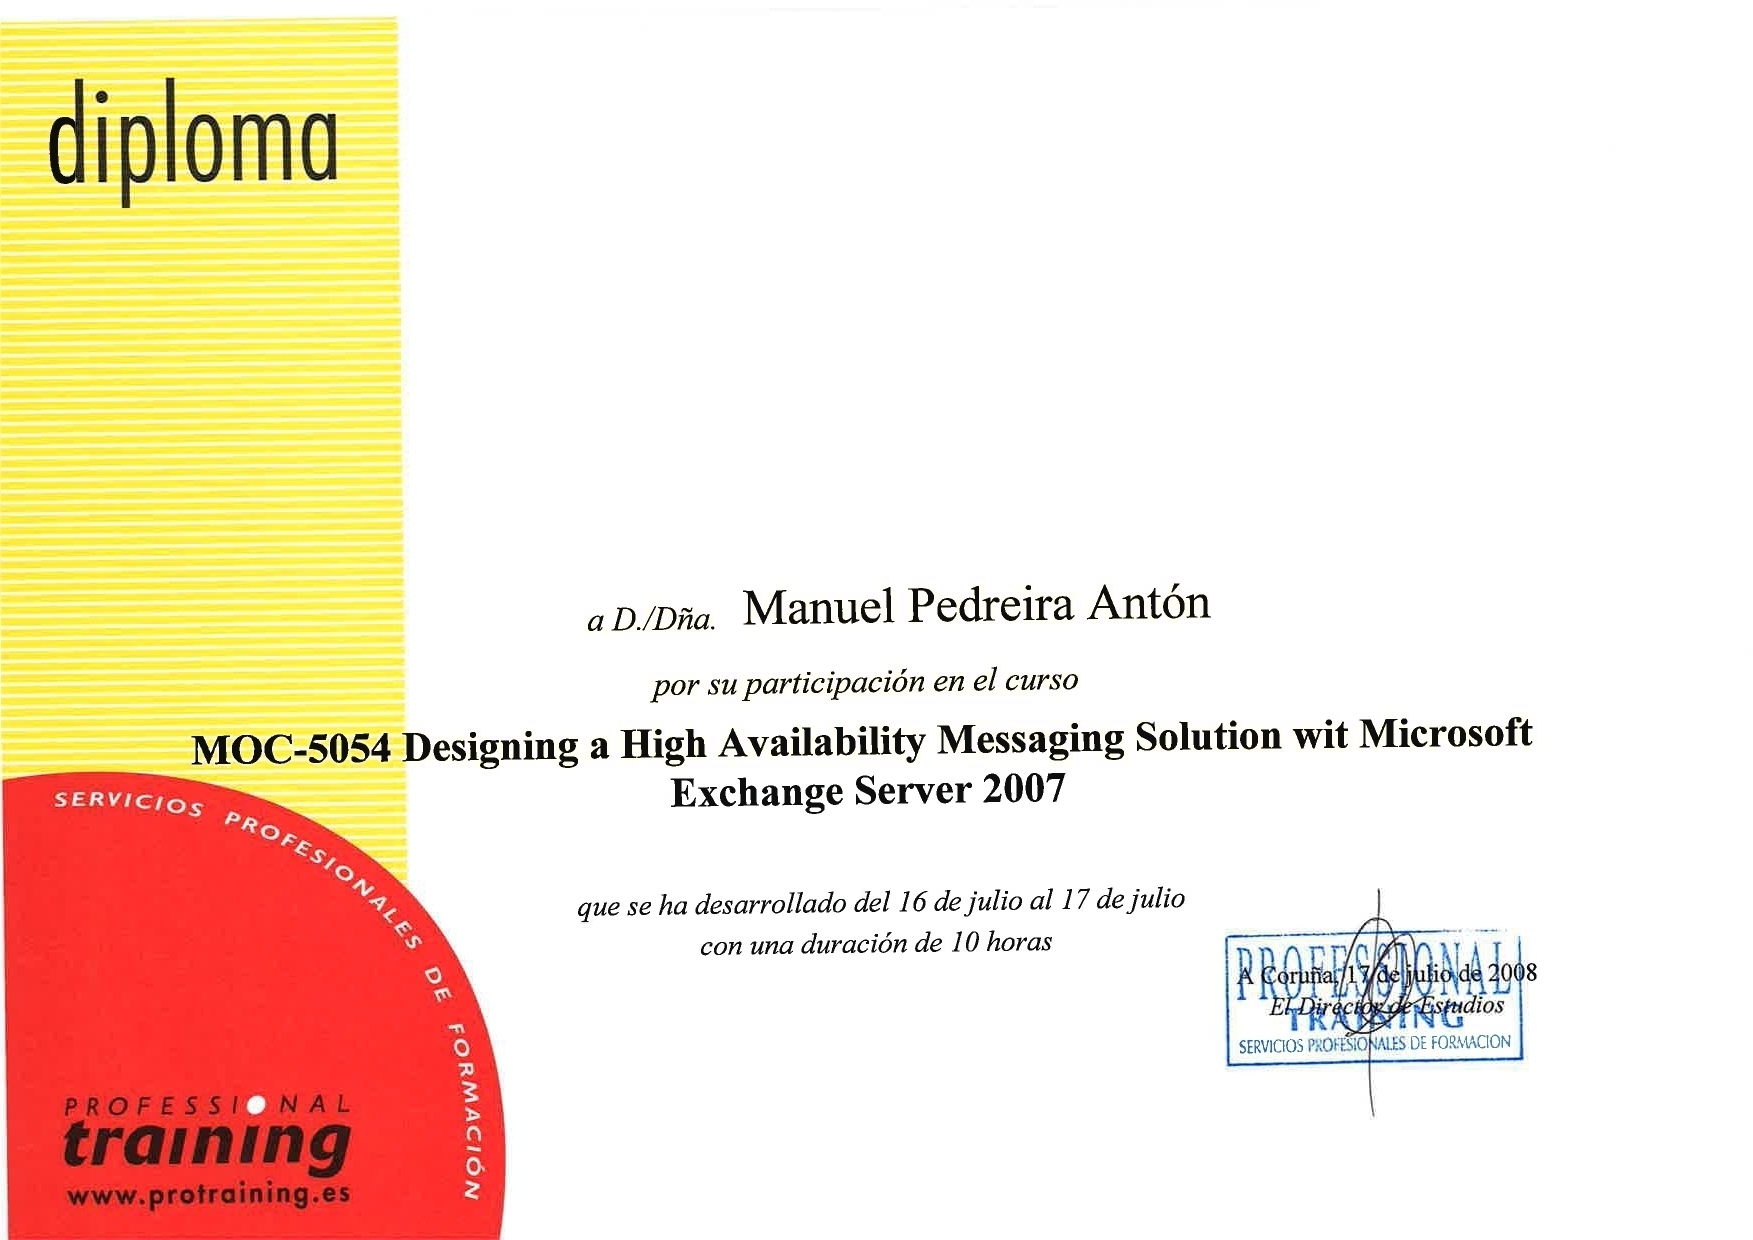 diploma
a D./Dña. Manuel Pedreira Antón
por su participación en el curso
MOC-5054 Designing a High Availability Messaging Solution wit Microsoft
Exchange Server 2007
que se ha desarrollado del 16 de julio al 17 de julio
con una duración de 10 horas
PROFESSIONAL
A Coruña, 17 de julio de 2008
El Director de Estudios
TRAINING
SERVICIOS PROFESIONALES DE FORMACION
SERVICIOS PROFESIONALES DE FORMACIÓN
PROFESSIONAL
training
www.protraining.es